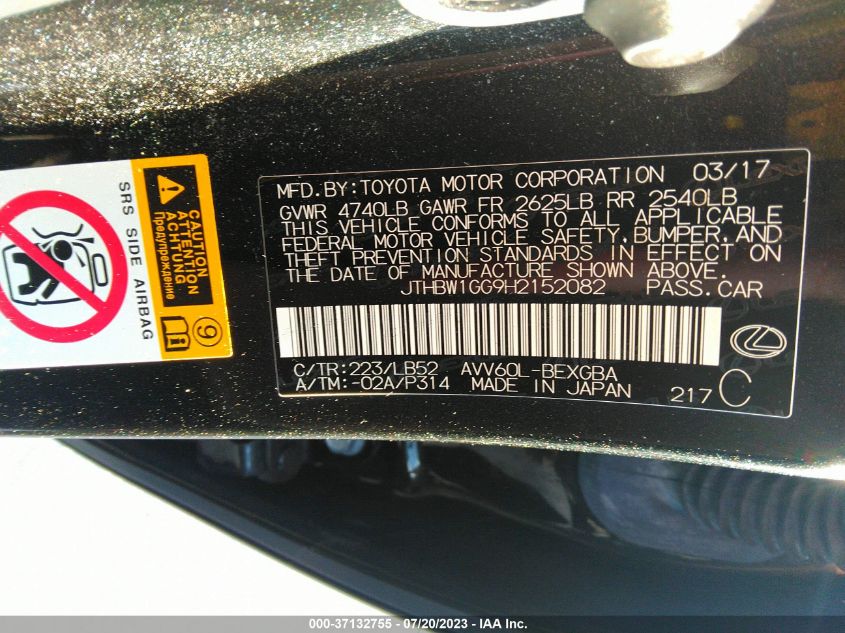 MFD. BY: TOYOTA MOTOR CORPORATION 03/17
GVWR 4740LB GAWR FR 2625LB RR 2540LB
THIS VEHICLE CONFORMS TO ALL APPLICABLE
FEDERAL MOTOR VEHICLE SAFETY, BUMPER, AND
THEFT PREVENTION STANDARDS IN EFFECT ON
THE DATE OF MANUFACTURE SHOWN ABOVE.
JTHBW1GG9H2152082 PASS. CAR
C/TR: 223/LB52 AVV60L-BEXGBA
A/TM: -02A/P314 MADE IN JAPAN 217 C
SRS SIDE AIRBAG
CAUTION
ATTENTION
ACHTUNG
Предупреждение
9
000-37132755 - 07/20/2023 - IAA Inc.